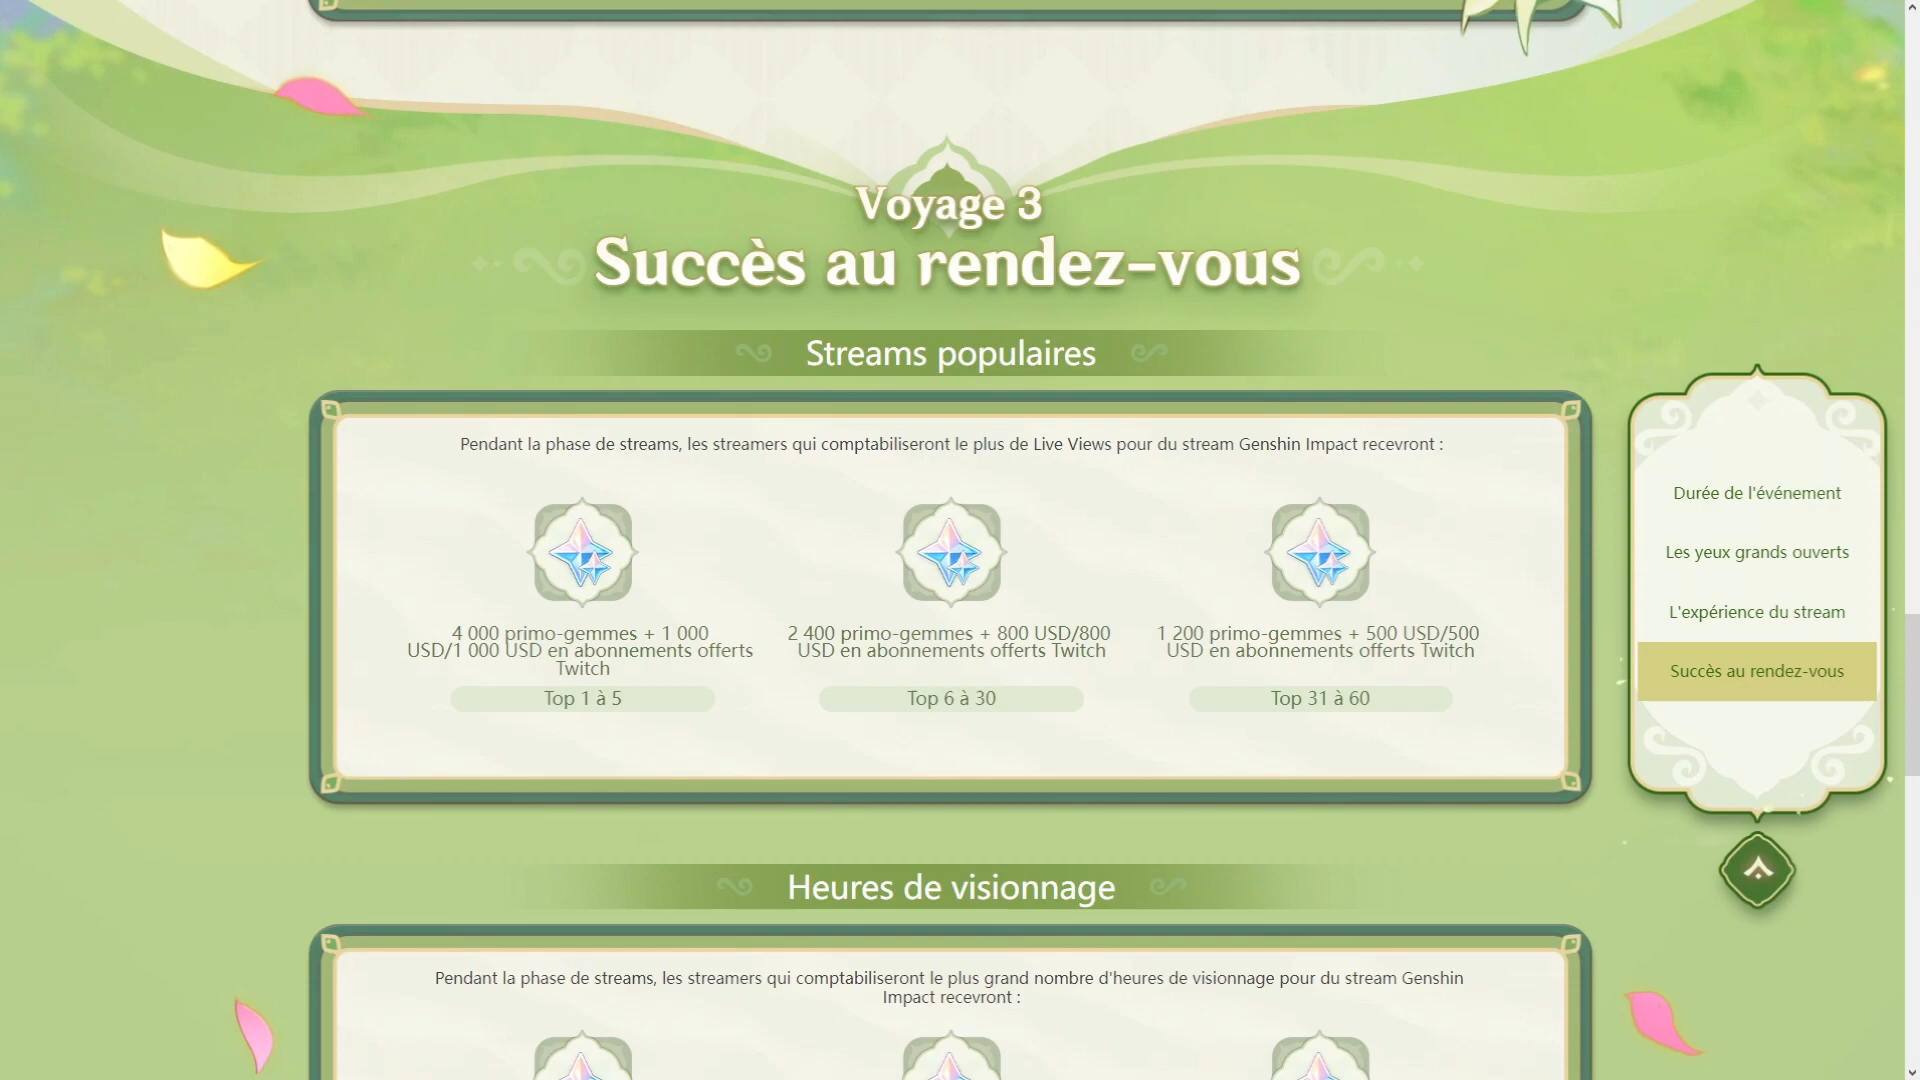 Voyage 3
Succès au rendez-vous
Streams populaires
Pendant la phase de streams, les streamers qui comptabiliseront le plus de Live Views pour du stream Genshin Impact recevront :
4 000 primo-gemmes + 1 000
USD/1 000 USD en abonnements offerts
Twitch
Top 1 à 5
2 400 primo-gemmes + 800 USD/800
USD en abonnements offerts Twitch
Top 6 à 30
1 200 primo-gemmes + 500 USD/500
USD en abonnements offerts Twitch
Top 31 à 60
Heures de visionnage
Pendant la phase de streams, les streamers qui comptabiliseront le plus grand nombre d'heures de visionnage pour du stream Genshin
Impact recevront :
Durée de l'événement
Les yeux grands ouverts
L'expérience du stream
Succès au rendez-vous